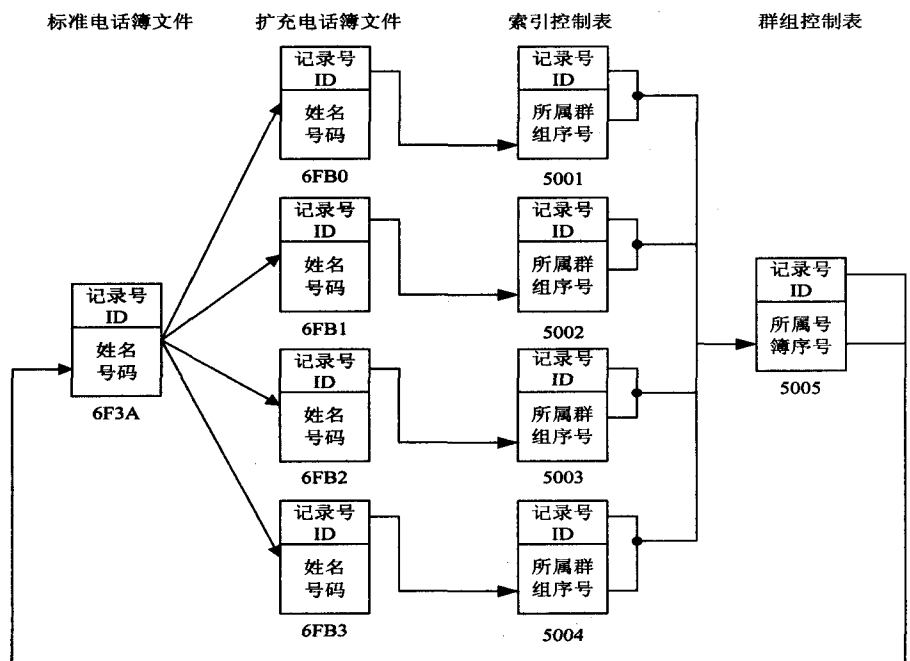 标准电话簿文件
扩充电话簿文件
索引控制表
群组控制表
记录号
ID
姓名
号码
6FB0
记录号
ID
所属群
组序号
5001
记录号
ID
姓名
号码
6FB1
记录号
ID
所属群
组序号
5002
记录号
ID
姓名
号码
6F3A
记录号
ID
所属号
簿序号
5005
记录号
ID
姓名
号码
6FB2
记录号
ID
所属群
组序号
5003
记录号
ID
姓名
号码
6FB3
记录号
ID
所属群
组序号
5004